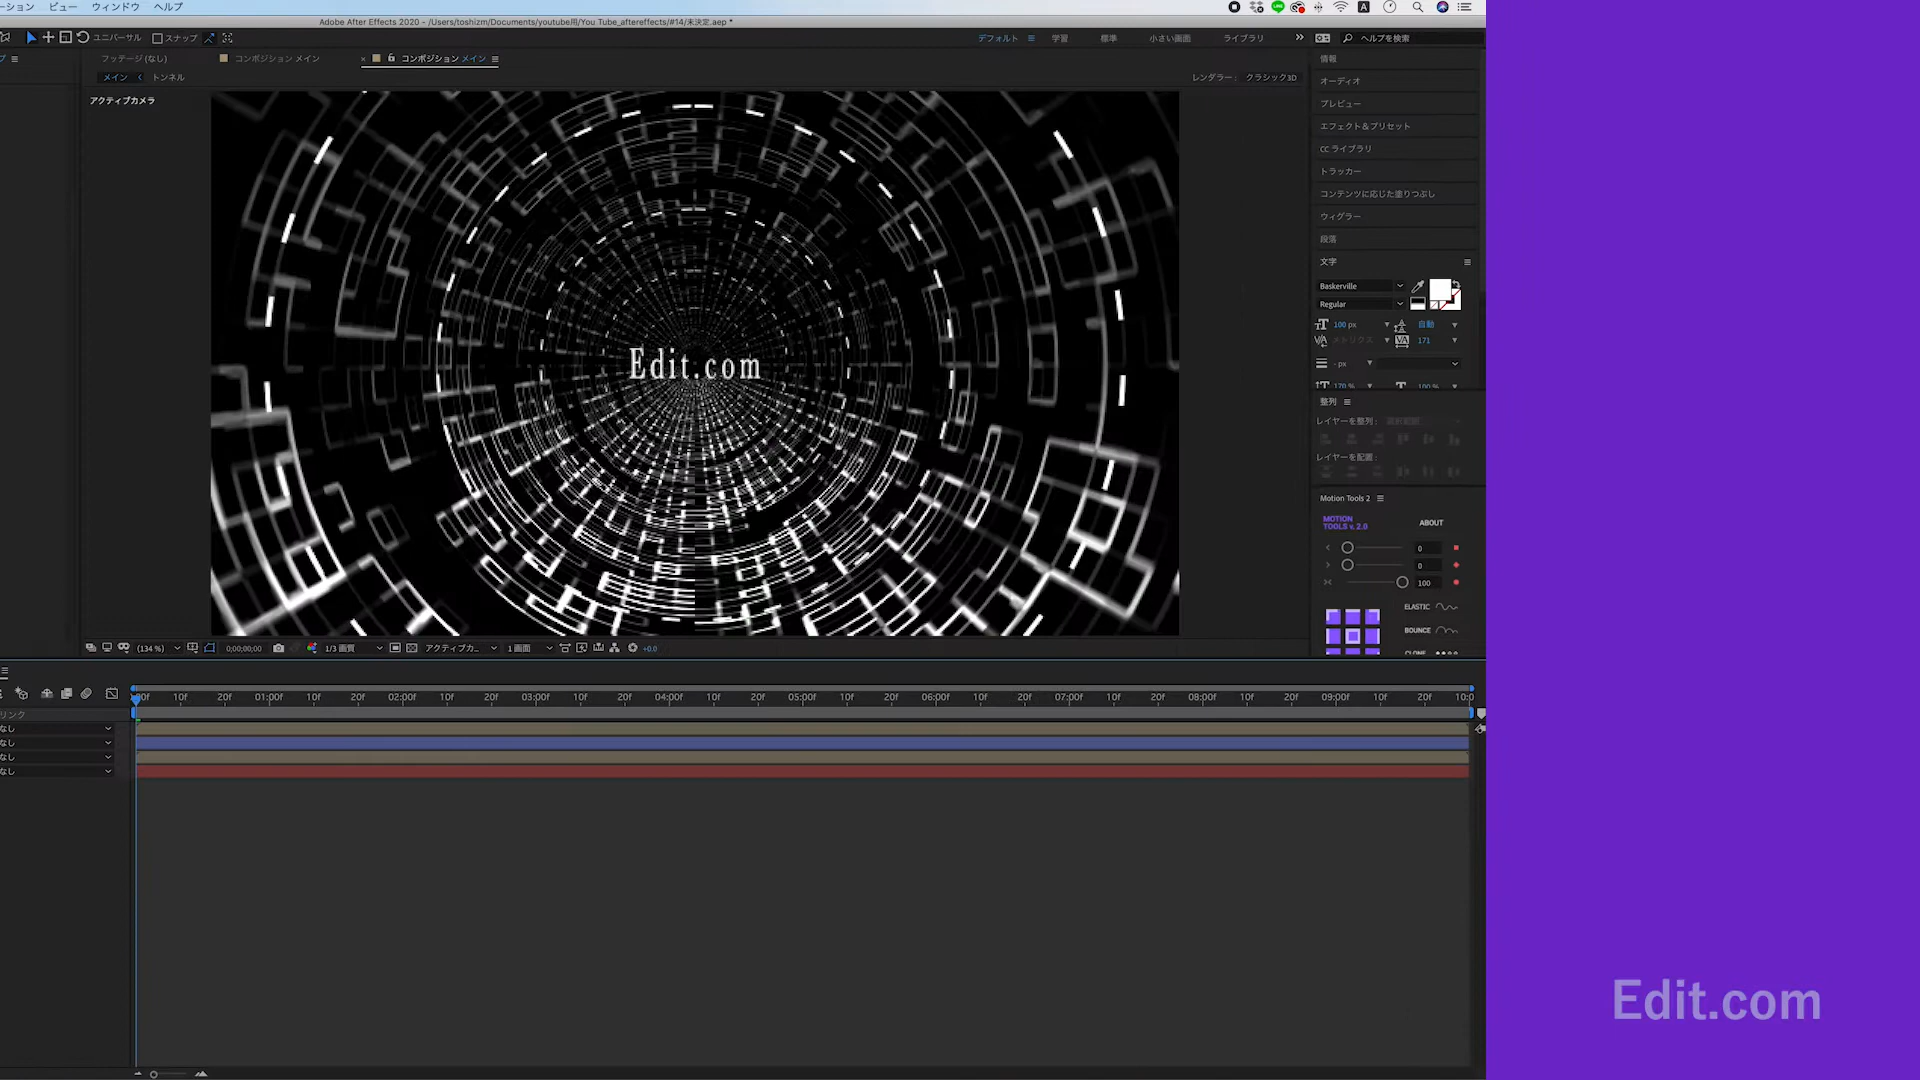 ーション ビュー ウィンドウ ヘルプ
Adobe After Effects 2020 - /Users/toshizm/Documents/youtube用/You Tube_aftereffects/#14/未決定.aep *
ユニバーサル スナップ デフォルト 学習 標準 小さい画面 ライブラリ ヘルプを検索
フッテージ (なし) コンポジション メイン コンポジション メイン
メイン トンネル レンダラー: クラシック3D
アクティブカメラ
Edit.com
情報
オーディオ
プレビュー
エフェクト＆プリセット
CC ライブラリ
トラッカー
コンテンツに応じた塗りつぶし
ウィグラー
段落
文字
Baskerville
Regular
100 px 自動
メトリクス 171
- px
170 % 100 %
整列
レイヤーを整列:
レイヤーを配置:
Motion Tools 2
MOTION
TOOLS v. 2.0
ABOUT
0
0
100
ELASTIC
BOUNCE
CLONE
(134 %) 0;00;00;00 1/3 画質 アクティブカ... 1 画面 +0.0
:00f 10f 20f 01:00f 10f 20f 02:00f 10f 20f 03:00f 10f 20f 04:00f 10f 20f 05:00f 10f 20f 06:00f 10f 20f 07:00f 10f 20f 08:00f 10f 20f 09:00f 10f 20f 10:0
リンク
なし
なし
なし
なし
Edit.com